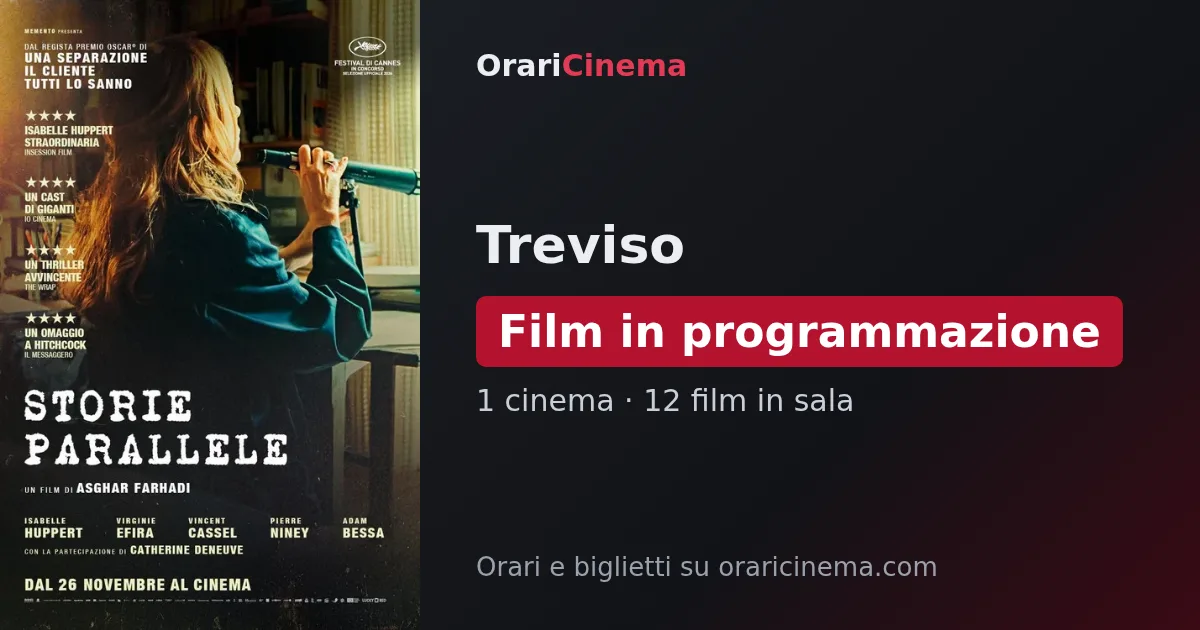 MEMENTO PRESENTA
DAL REGISTA PREMIO OSCAR® DI
UNA SEPARAZIONE
IL CLIENTE
TUTTI LO SANNO
FESTIVAL DI CANNES
IN CONCORSO
SELEZIONE UFFICIALE 2026
★★★★
ISABELLE HUPPERT
STRAORDINARIA
INSESSION FILM
★★★★
UN CAST
DI GIGANTI
IO CINEMA
★★★★
UN THRILLER
AVVINCENTE
THE WRAP
★★★★
UN OMAGGIO
A HITCHCOCK
IL MESSAGGERO
STORIE
PARALLELE
UN FILM DI ASGHAR FARHADI
ISABELLE HUPPERT
VIRGINIE EFIRA
VINCENT CASSEL
PIERRE NINEY
ADAM BESSA
CON LA PARTECIPAZIONE DI CATHERINE DENEUVE
DAL 26 NOVEMBRE AL CINEMA
OrariCinema
Treviso
Film in programmazione
1 cinema · 12 film in sala
Orari e biglietti su oraricinema.com